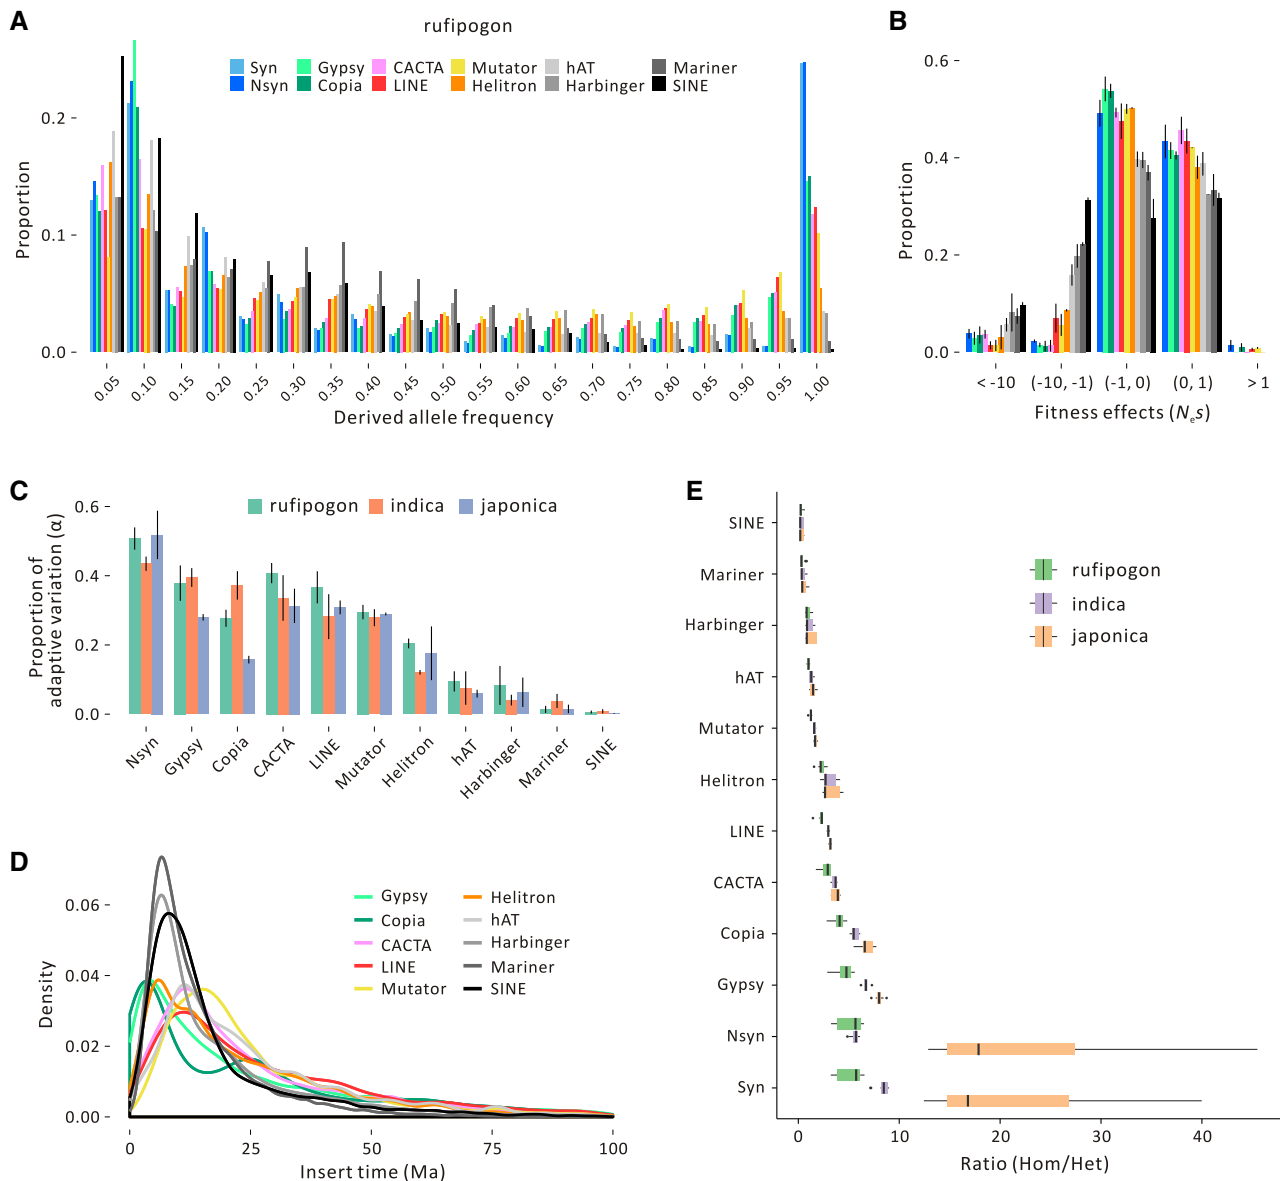 A
rufipogon
Syn Gypsy CACTA Mutator hAT Mariner
Nsyn Copia LINE Helitron Harbinger SINE
Proportion
0.2
0.1
0.0
0.05 0.10 0.15 0.20 0.25 0.30 0.35 0.40 0.45 0.50 0.55 0.60 0.65 0.70 0.75 0.80 0.85 0.90 0.95 1.00
Derived allele frequency
B
Proportion
0.6
0.4
0.2
0.0
< -10 (-10, -1) (-1, 0) (0, 1) > 1
Fitness effects (Nes)
C
rufipogon indica japonica
Proportion of
adaptive variation (α)
0.6
0.4
0.2
0.0
Nsyn Gypsy Copia CACTA LINE Mutator Helitron hAT Harbinger Mariner SINE
D
Gypsy Helitron
Copia hAT
CACTA Harbinger
LINE Mariner
Mutator SINE
Density
0.06
0.04
0.02
0.00
0 25 50 75 100
Insert time (Ma)
E
rufipogon
indica
japonica
SINE
Mariner
Harbinger
hAT
Mutator
Helitron
LINE
CACTA
Copia
Gypsy
Nsyn
Syn
0 10 20 30 40
Ratio (Hom/Het)